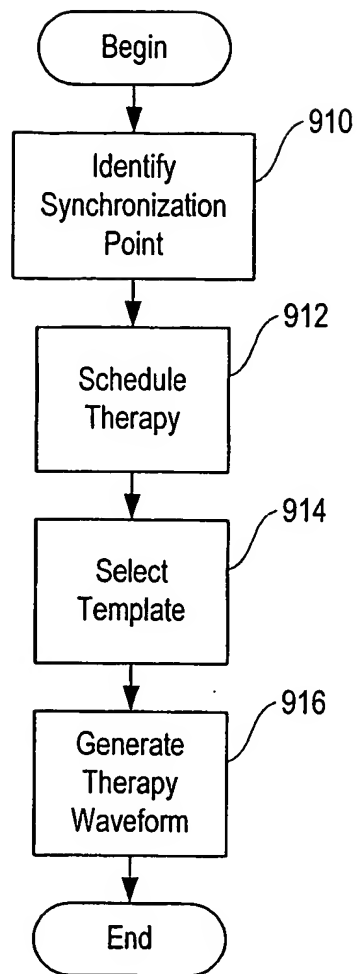 Begin
910
Identify
Synchronization
Point
912
Schedule
Therapy
914
Select
Template
916
Generate
Therapy
Waveform
End